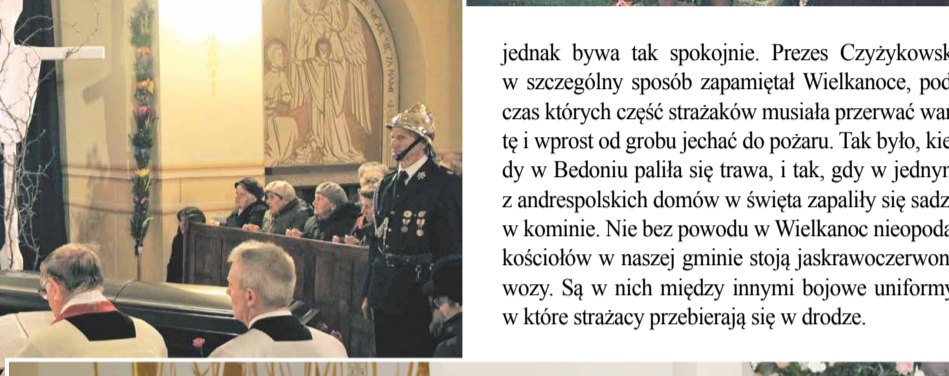 jednak bywa tak spokojnie. Prezes Czyżykowsk
w szczególny sposób zapamiętał Wielkanoce, pod
czas których część strażaków musiała przerwać war
tę i wprost od grobu jechać do pożaru. Tak było, kie
dy w Bedoniu paliła się trawa, i tak, gdy w jednym
z andrespolskich domów w święta zapaliły się sadz
w kominie. Nie bez powodu w Wielkanoc nieopoda
kościołów w naszej gminie stoją jaskrawoczerwon
wozy. Są w nich między innymi bojowe uniformy
w które strażacy przebierają się w drodze.